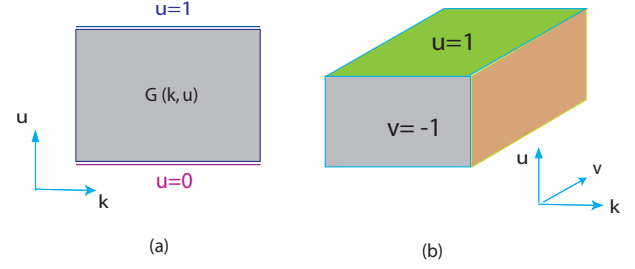 u=1
G (k, u)
u
u=0
k
(a)
u=1
v= -1
u
v
k
(b)